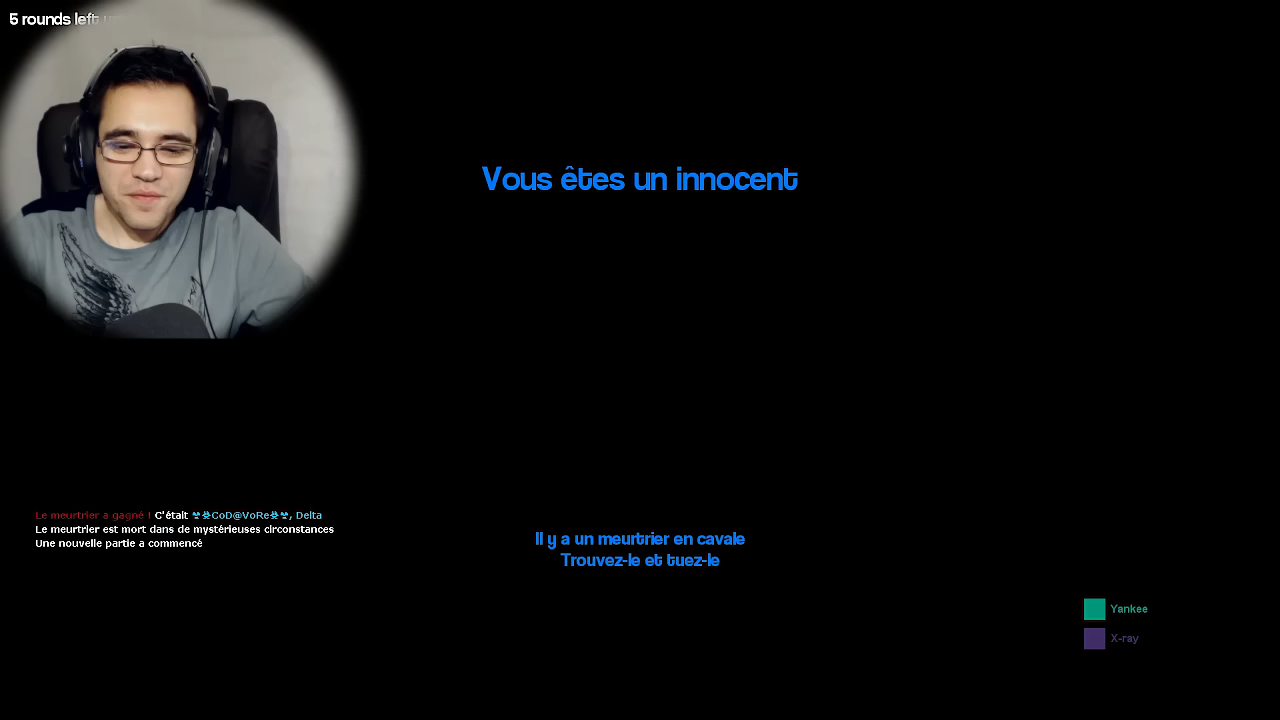 5 rounds left
Vous êtes un innocent
Le meurtrier a gagné ! C'était ☣☬CoD@VoRe☬☣, Delta
Le meurtrier est mort dans de mystérieuses circonstances
Une nouvelle partie a commencé
Il y a un meurtrier en cavale
Trouvez-le et tuez-le
Yankee
X-ray